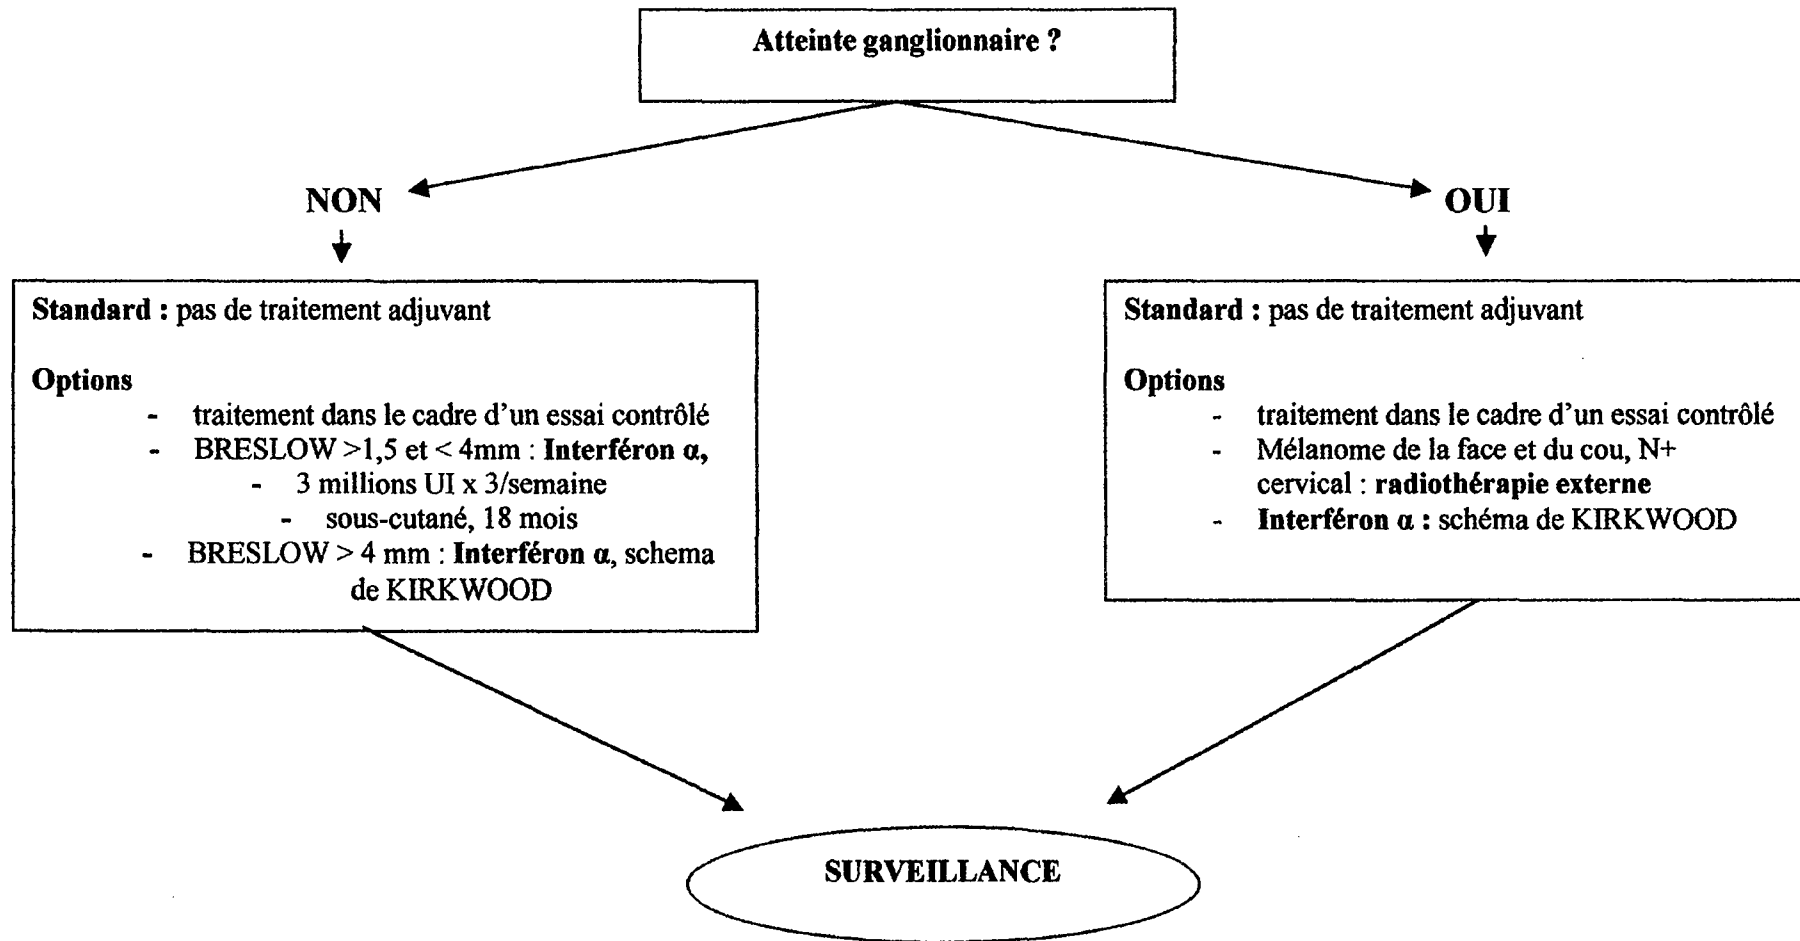 Atteinte ganglionnaire ?
NON
OUI
Standard : pas de traitement adjuvant
Options
- traitement dans le cadre d'un essai contrôlé
- BRESLOW >1,5 et < 4mm : Interféron α,
- 3 millions UI x 3/semaine
- sous-cutané, 18 mois
- BRESLOW > 4 mm : Interféron α, schema
de KIRKWOOD
Standard : pas de traitement adjuvant
Options
- traitement dans le cadre d'un essai contrôlé
- Mélanome de la face et du cou, N+
cervical : radiothérapie externe
- Interféron α : schéma de KIRKWOOD
SURVEILLANCE